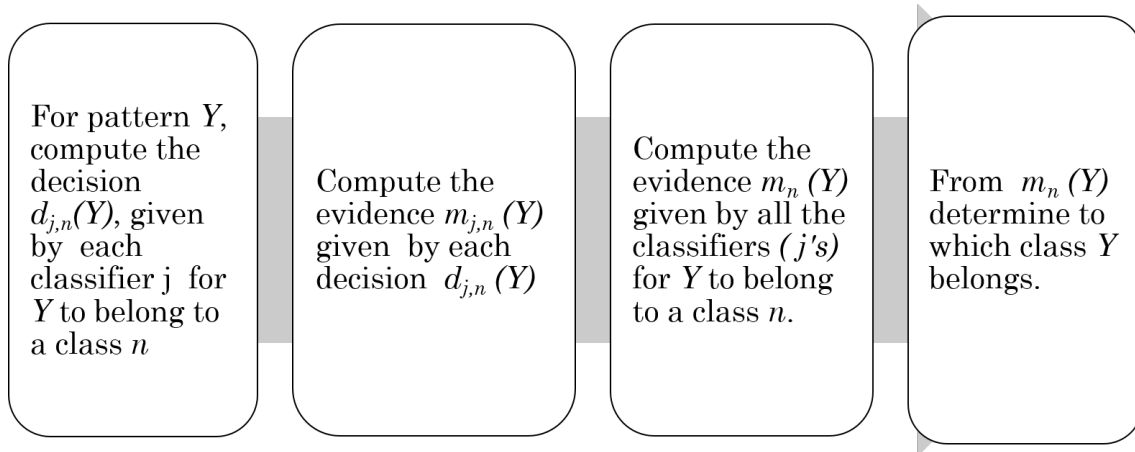 For pattern Y,
compute the
decision
d_{j,n}(Y), given
by each
classifier j for
Y to belong to
a class n
Compute the
evidence m_{j,n} (Y)
given by each
decision d_{j,n} (Y)
Compute the
evidence m_n (Y)
given by all the
classifiers ( j's)
for Y to belong
to a class n.
From m_n (Y)
determine to
which class Y
belongs.